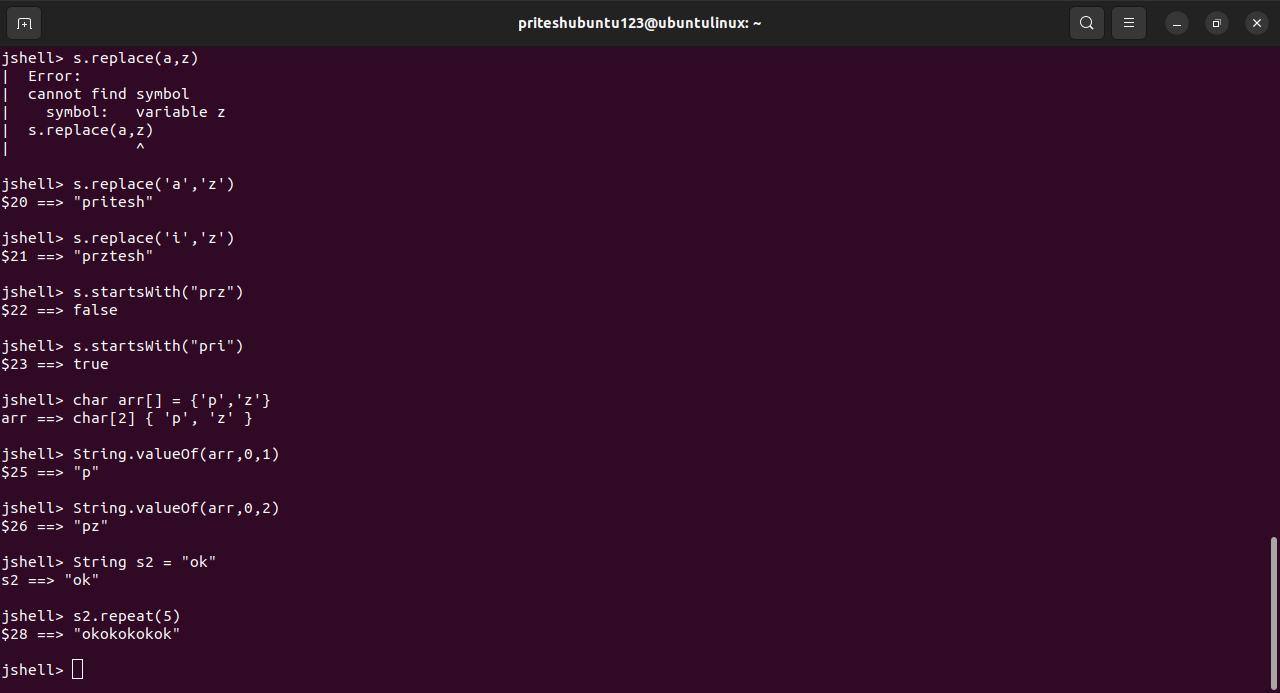 priteshubuntu123@ubuntulinux: ~
jshell> s.replace(a,z)
|  Error:
|  cannot find symbol
|    symbol:   variable z
|  s.replace(a,z)
|              ^
jshell> s.replace('a','z')
$20 ==> "pritesh"
jshell> s.replace('i','z')
$21 ==> "prztesh"
jshell> s.startsWith("prz")
$22 ==> false
jshell> s.startsWith("pri")
$23 ==> true
jshell> char arr[] = {'p','z'}
arr ==> char[2] { 'p', 'z' }
jshell> String.valueOf(arr,0,1)
$25 ==> "p"
jshell> String.valueOf(arr,0,2)
$26 ==> "pz"
jshell> String s2 = "ok"
s2 ==> "ok"
jshell> s2.repeat(5)
$28 ==> "okokokokok"
jshell>